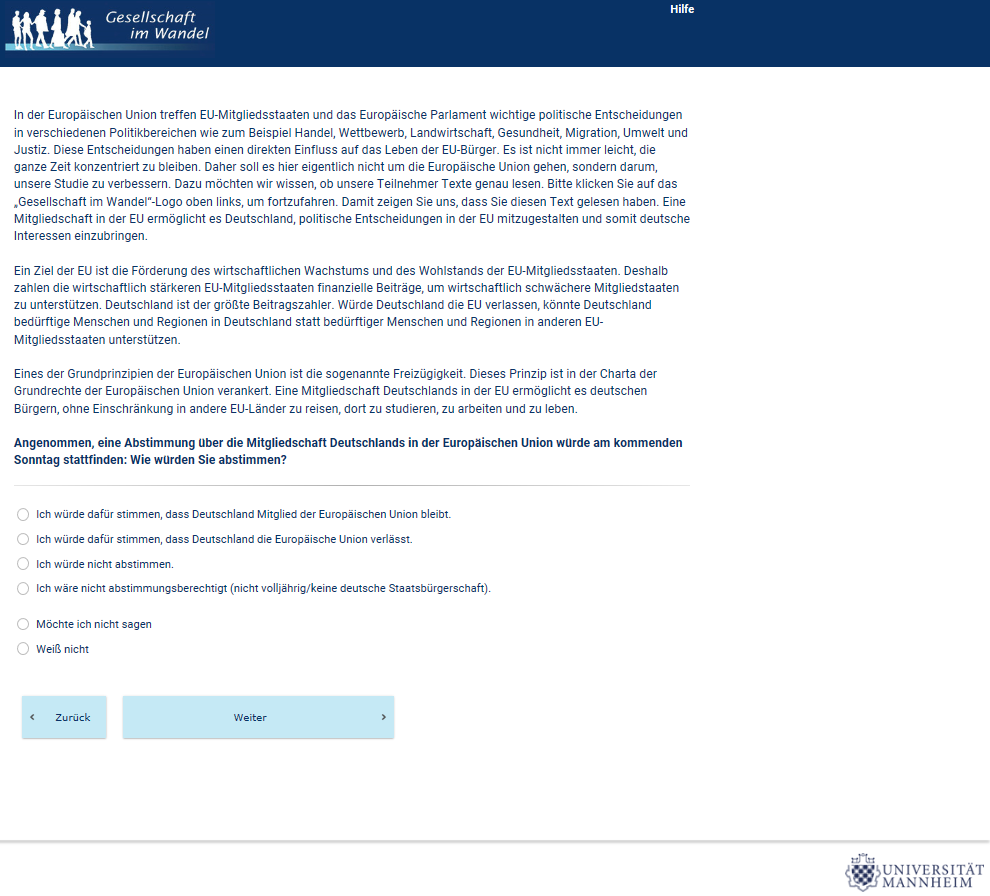 Gesellschaft
im Wandel
Hilfe
In der Europäischen Union treffen EU-Mitgliedsstaaten und das Europäische Parlament wichtige politische Entscheidungen
in verschiedenen Politikbereichen wie zum Beispiel Handel, Wettbewerb, Landwirtschaft, Gesundheit, Migration, Umwelt und
Justiz. Diese Entscheidungen haben einen direkten Einfluss auf das Leben der EU-Bürger. Es ist nicht immer leicht, die
ganze Zeit konzentriert zu bleiben. Daher soll es hier eigentlich nicht um die Europäische Union gehen, sondern darum,
unsere Studie zu verbessern. Dazu möchten wir wissen, ob unsere Teilnehmer Texte genau lesen. Bitte klicken Sie auf das
„Gesellschaft im Wandel“-Logo oben links, um fortzufahren. Damit zeigen Sie uns, dass Sie diesen Text gelesen haben. Eine
Mitgliedschaft in der EU ermöglicht es Deutschland, politische Entscheidungen in der EU mitzugestalten und somit deutsche
Interessen einzubringen.
Ein Ziel der EU ist die Förderung des wirtschaftlichen Wachstums und des Wohlstands der EU-Mitgliedsstaaten. Deshalb
zahlen die wirtschaftlich stärkeren EU-Mitgliedsstaaten finanzielle Beiträge, um wirtschaftlich schwächere Mitgliedstaaten
zu unterstützen. Deutschland ist der größte Beitragszahler. Würde Deutschland die EU verlassen, könnte Deutschland
bedürftige Menschen und Regionen in Deutschland statt bedürftiger Menschen und Regionen in anderen EU-
Mitgliedsstaaten unterstützen.
Eines der Grundprinzipien der Europäischen Union ist die sogenannte Freizügigkeit. Dieses Prinzip ist in der Charta der
Grundrechte der Europäischen Union verankert. Eine Mitgliedschaft Deutschlands in der EU ermöglicht es deutschen
Bürgern, ohne Einschränkung in andere EU-Länder zu reisen, dort zu studieren, zu arbeiten und zu leben.
Angenommen, eine Abstimmung über die Mitgliedschaft Deutschlands in der Europäischen Union würde am kommenden
Sonntag stattfinden: Wie würden Sie abstimmen?
Ich würde dafür stimmen, dass Deutschland Mitglied der Europäischen Union bleibt.
Ich würde dafür stimmen, dass Deutschland die Europäische Union verlässt.
Ich würde nicht abstimmen.
Ich wäre nicht abstimmungsberechtigt (nicht volljährig/keine deutsche Staatsbürgerschaft).
Möchte ich nicht sagen
Weiß nicht
‹ Zurück
Weiter ›
UNIVERSITÄT
MANNHEIM